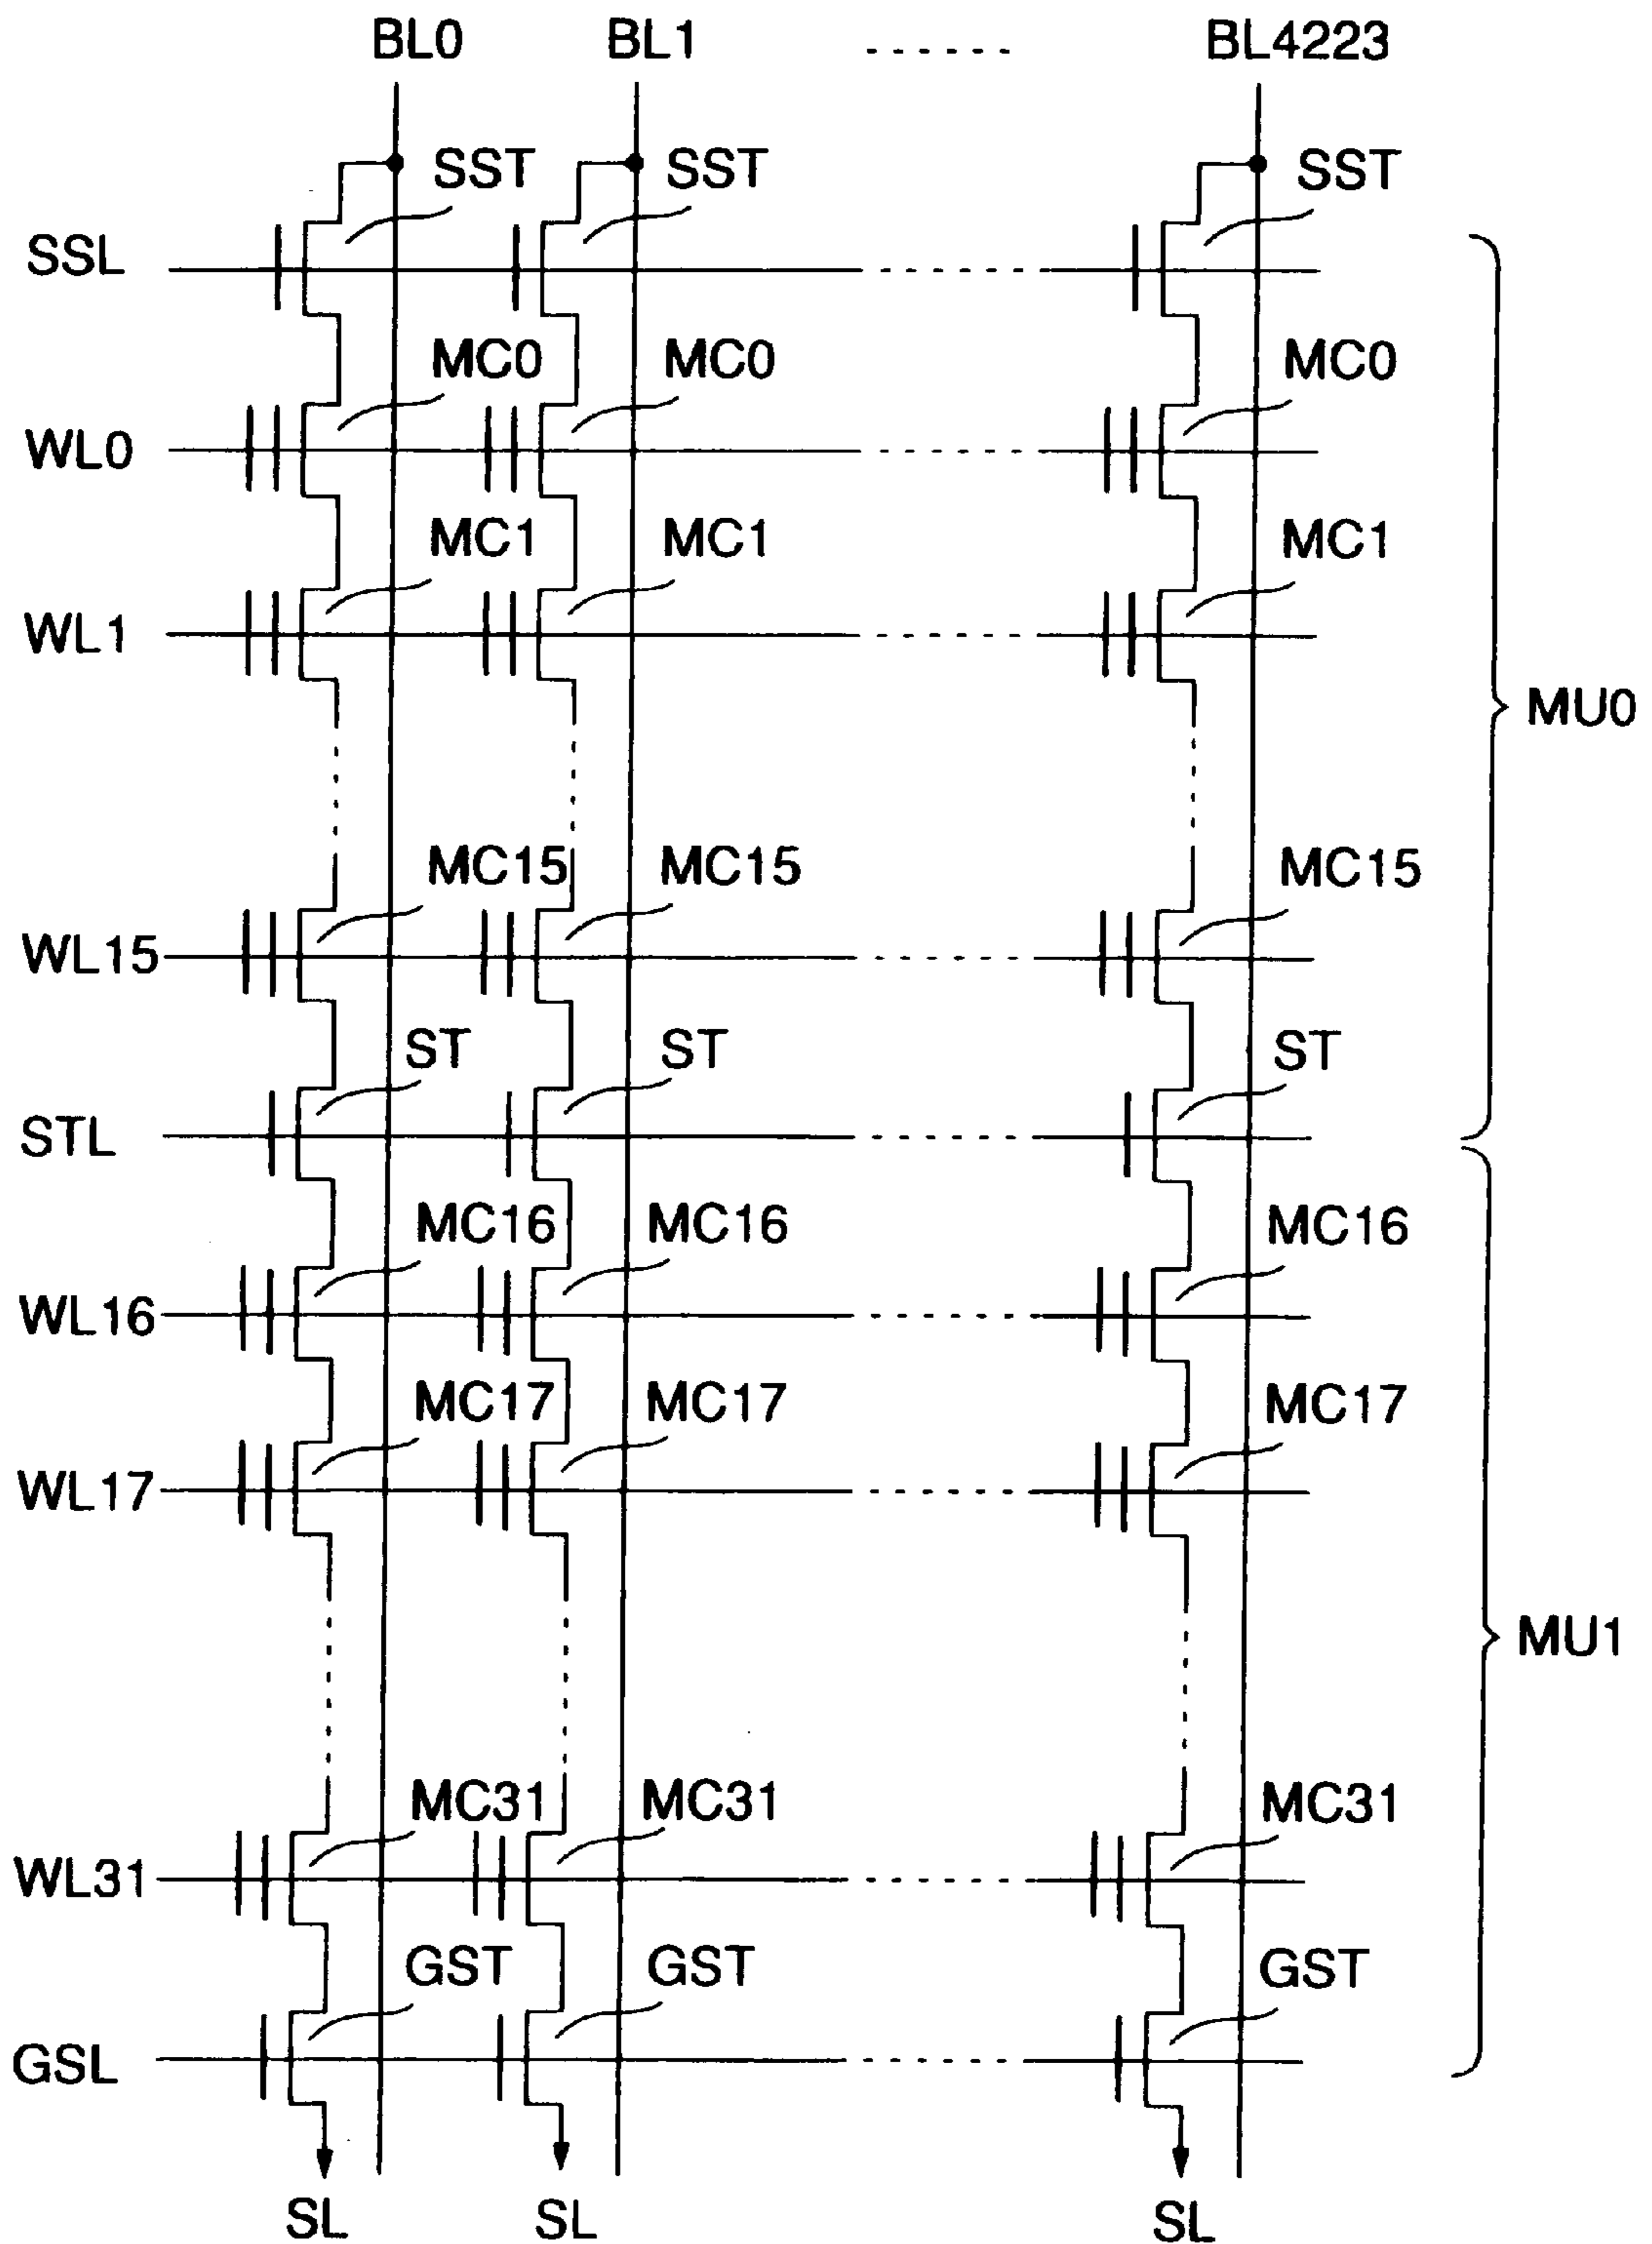 BL0 BL1 ...... BL4223
SST SST SST
SSL
MC0 MC0 MC0
WL0
MC1 MC1 MC1
WL1
MU0
MC15 MC15 MC15
WL15
ST ST ST
STL
MC16 MC16 MC16
WL16
MC17 MC17 MC17
WL17
MU1
MC31 MC31 MC31
WL31
GST GST GST
GSL
SL SL SL